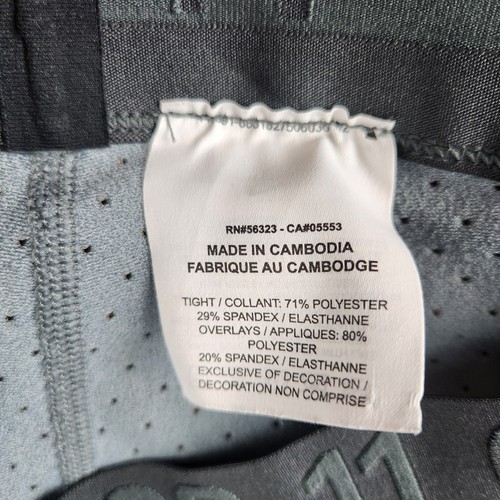 RN#56323 - CA#05553
MADE IN CAMBODIA
FABRIQUE AU CAMBODGE
TIGHT / COLLANT: 71% POLYESTER
29% SPANDEX / ELASTHANNE
OVERLAYS / APPLIQUES: 80%
POLYESTER
20% SPANDEX / ELASTHANNE
EXCLUSIVE OF DECORATION /
DECORATION NON COMPRISE